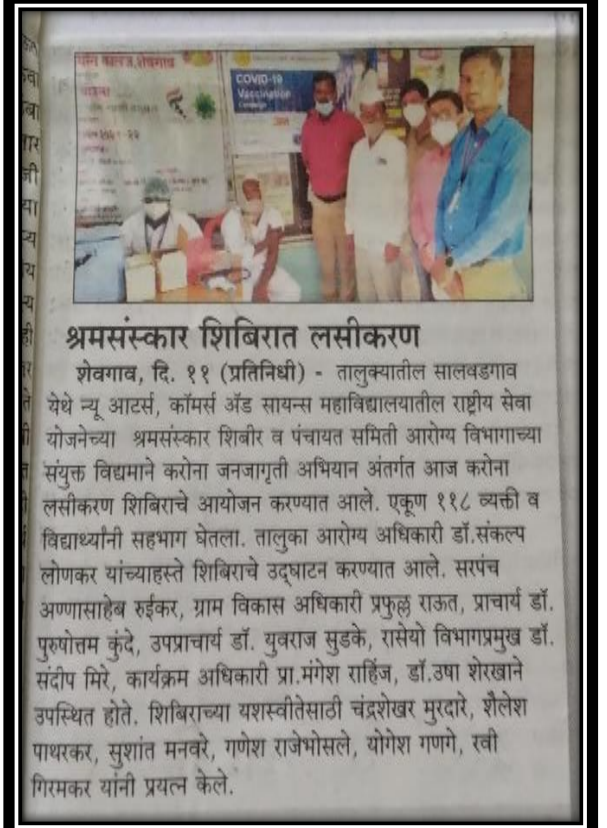 COVID-19
Vaccination
श्रमसंस्कार शिबिरात लसीकरण
शेवगाव, दि. ११ (प्रतिनिधी) - तालुक्यातील सालवडगाव
येथे न्यू आटर्स, कॉमर्स अँड सायन्स महाविद्यालयातील राष्ट्रीय सेवा
योजनेच्या श्रमसंस्कार शिबीर व पंचायत समिती आरोग्य विभागाच्या
संयुक्त विद्यमाने करोना जनजागृती अभियान अंतर्गत आज करोना
लसीकरण शिबिराचे आयोजन करण्यात आले. एकूण ११८ व्यक्ती व
विद्यार्थ्यांनी सहभाग घेतला. तालुका आरोग्य अधिकारी डॉ.संकल्प
लोणकर यांच्याहस्ते शिबिराचे उद्घाटन करण्यात आले. सरपंच
अण्णासाहेब रुईकर, ग्राम विकास अधिकारी प्रफुल्ल राऊत, प्राचार्य डॉ.
पुरुषोत्तम कुंदे, उपप्राचार्य डॉ. युवराज सुडके, रासेयो विभागप्रमुख डॉ.
संदीप मिरे, कार्यक्रम अधिकारी प्रा.मंगेश राहिंज, डॉ.उषा शेरखाने
उपस्थित होते. शिबिराच्या यशस्वीतेसाठी चंद्रशेखर मुरदारे, शैलेश
पाथरकर, सुशांत मनवरे, गणेश राजेभोसले, योगेश गणगे, रवी
गिरमकर यांनी प्रयत्न केले.